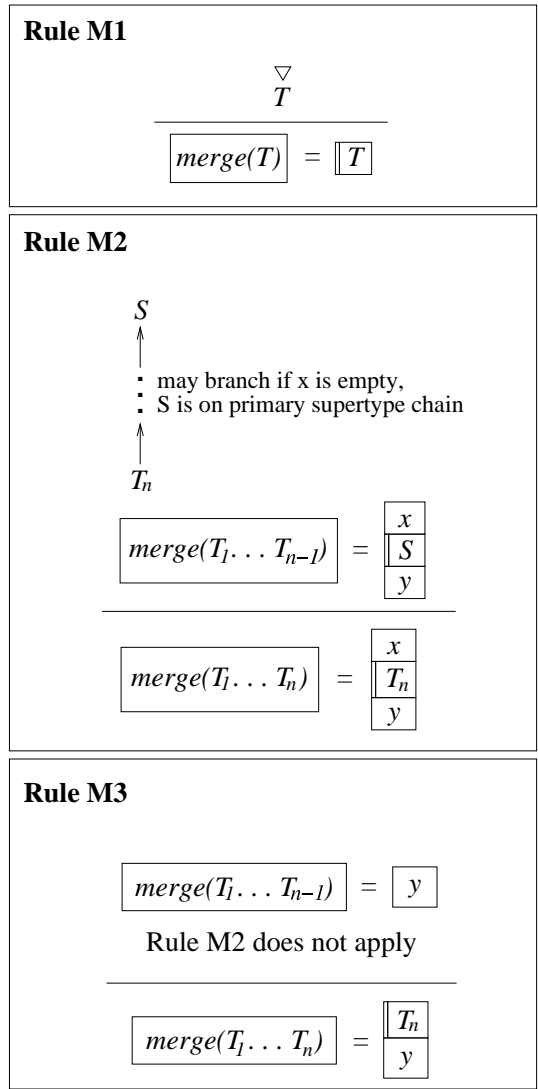 Rule M1
T
merge(T) = T
Rule M2
S
may branch if x is empty,
S is on primary supertype chain
Tn
x
merge(T1. . . Tn–1) = S
y
x
merge(T1. . . Tn) = Tn
y
Rule M3
merge(T1. . . Tn–1) = y
Rule M2 does not apply
merge(T1. . . Tn) = Tn
y